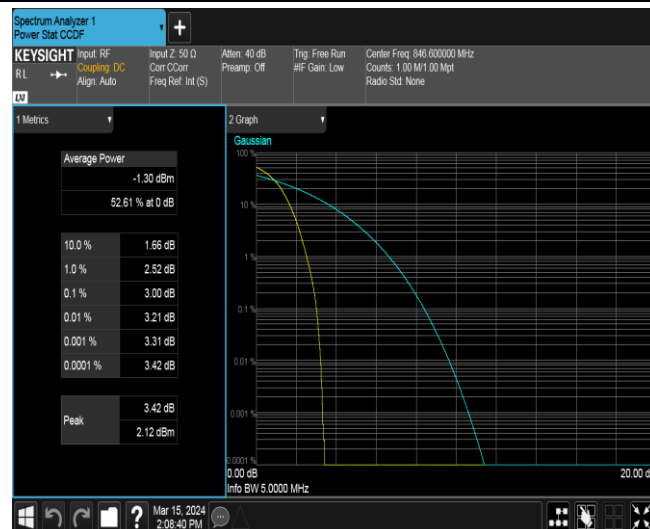 Spectrum Analyzer 1
Power Stat CCDF
+
KEYSIGHT
RL
LXI
Input: RF
Coupling: DC
Align: Auto
Input Z: 50 Ω
Corr CCorr
Freq Ref: Int (S)
Atten: 40 dB
Preamp: Off
Trig: Free Run
#IF Gain: Low
Center Freq: 846.600000 MHz
Counts: 1.00 M/1.00 Mpt
Radio Std: None
1 Metrics
Average Power
-1.30 dBm
52.61 % at 0 dB
10.0 % 1.66 dB
1.0 % 2.52 dB
0.1 % 3.00 dB
0.01 % 3.21 dB
0.001 % 3.31 dB
0.0001 % 3.42 dB
Peak
3.42 dB
2.12 dBm
2 Graph
Gaussian
100 %
10 %
1 %
0.1 %
0.01 %
0.001 %
0.0001 %
0.00 dB
20.00 d
Info BW 5.0000 MHz
?
Mar 15, 2024
2:08:40 PM